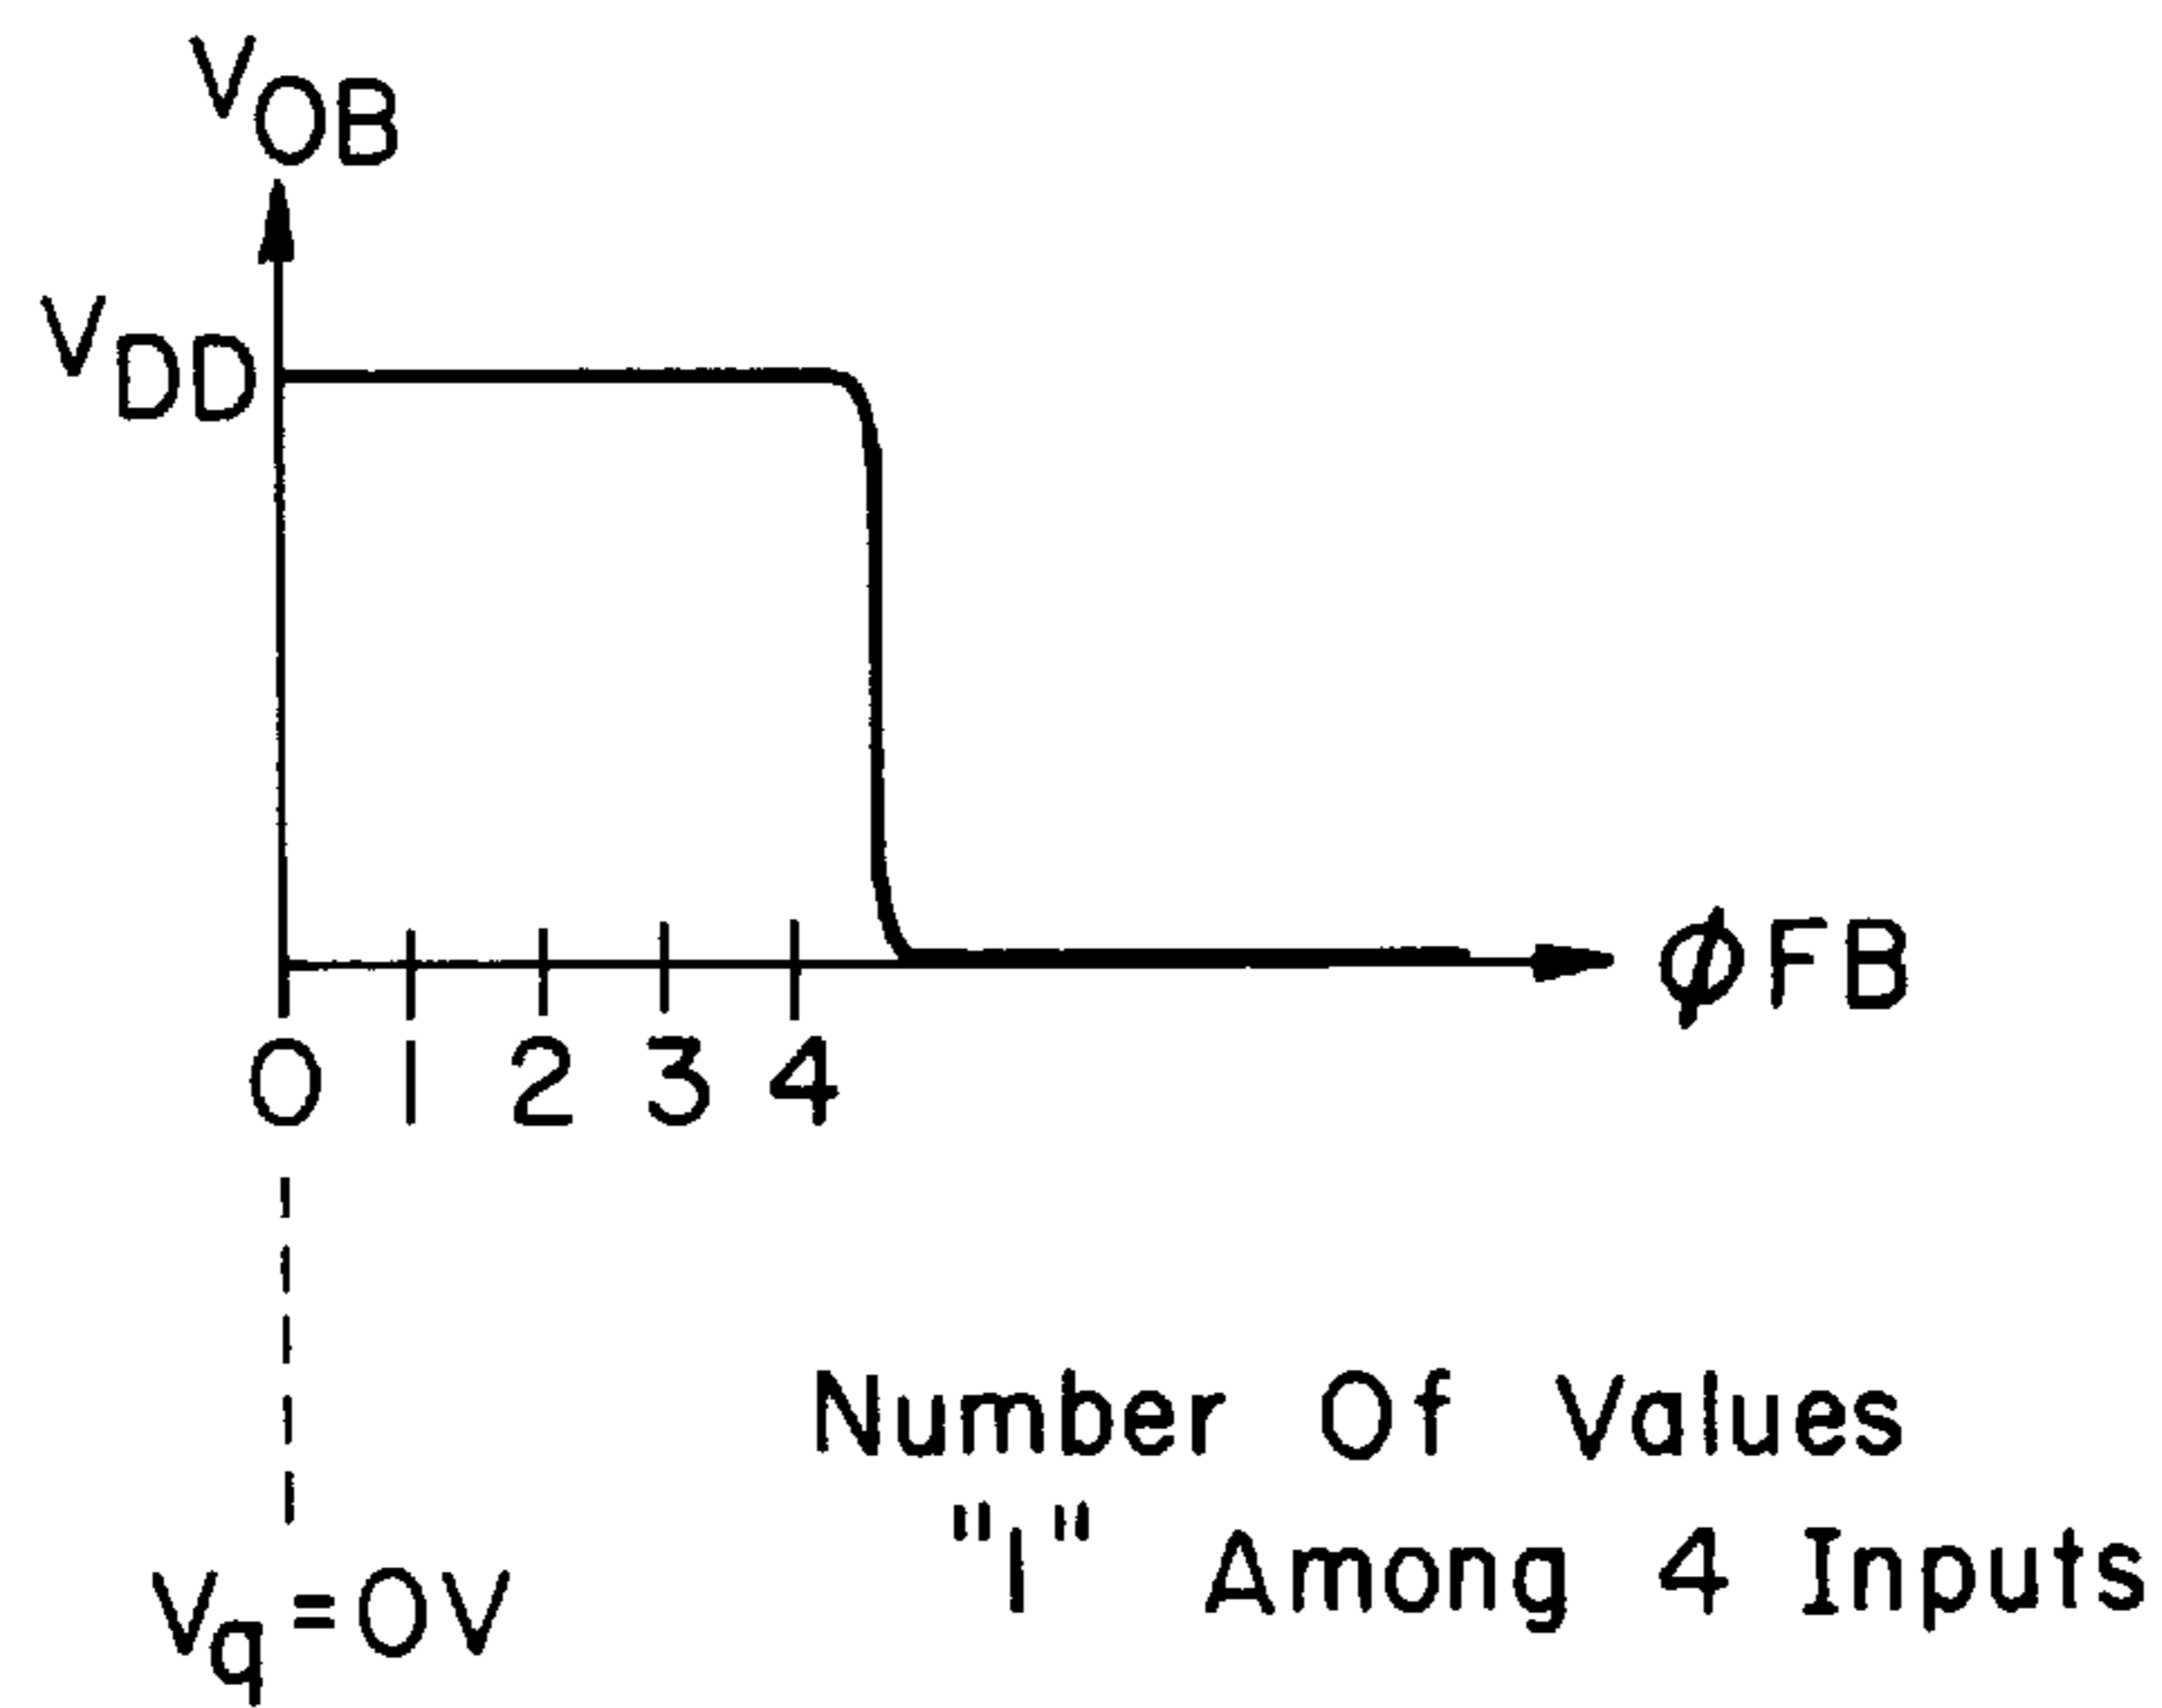 VOB
VDD
φFB
0 1 2 3 4
Number Of Values
"1" Among 4 Inputs
Vq=0V